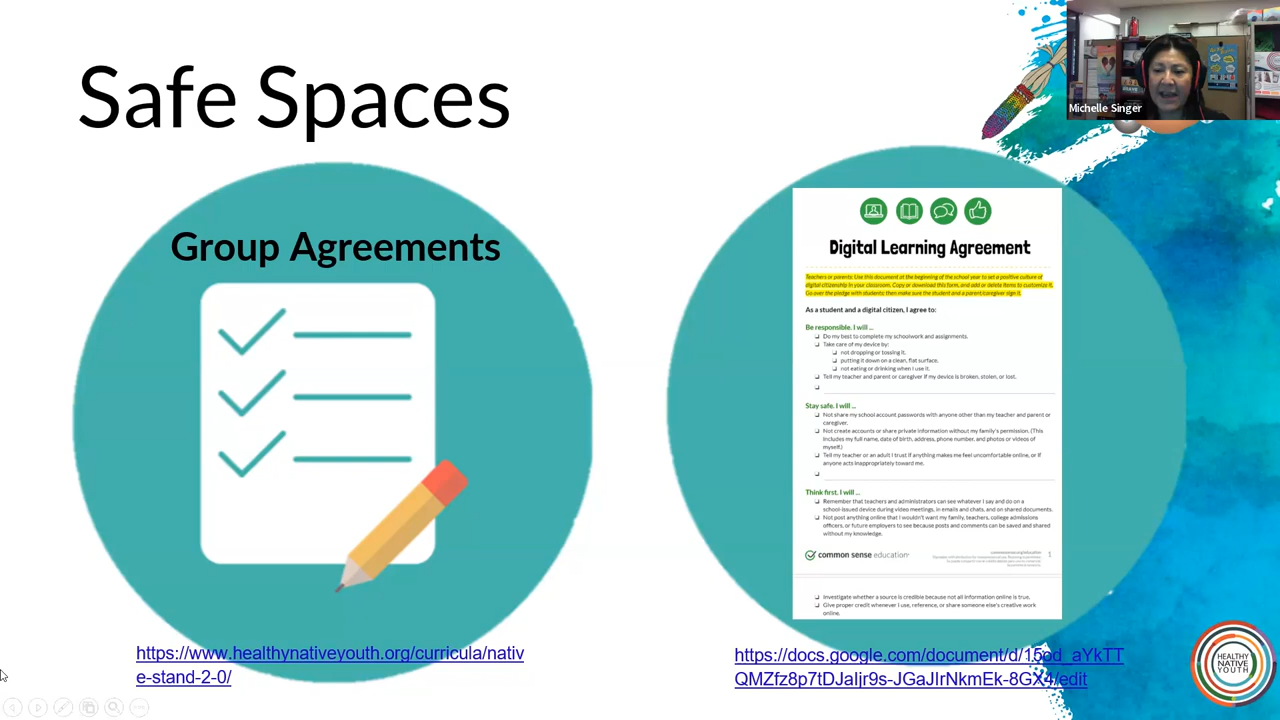 Safe Spaces
Michelle Singer
Group Agreements
https://www.healthynativeyouth.org/curricula/nativ
e-stand-2-0/
Digital Learning Agreement
Teachers or parents: Use this document at the beginning of the school year to set a positive culture of
digital citizenship in your classroom. Copy or download this form, and add or delete items to customize it.
Go over the pledge with students; then make sure the student and a parent/caregiver sign it.
As a student and a digital citizen, I agree to:
Be responsible. I will ...
Do my best to complete my schoolwork and assignments.
Take care of my device by:
not dropping or tossing it.
putting it down on a clean, flat surface.
not eating or drinking when I use it.
Tell my teacher and parent or caregiver if my device is broken, stolen, or lost.
Stay safe. I will ...
Not share my school account passwords with anyone other than my teacher and parent or
caregiver.
Not create accounts or share private information without my family's permission. (This
includes my full name, date of birth, address, phone number, and photos or videos of
myself.)
Tell my teacher or an adult I trust if anything makes me feel uncomfortable online, or if
anyone acts inappropriately toward me.
Think first. I will ...
Remember that teachers and administrators can see whatever I say and do on a
school-issued device during video meetings, in emails and chats, and on shared documents.
Not post anything online that I wouldn't want my family, teachers, college admissions
officers, or future employers to see because posts and comments can be saved and shared
without my knowledge.
common sense education
1
Investigate whether a source is credible because not all information online is true.
Give proper credit whenever I use, reference, or share someone else's creative work
online.
https://docs.google.com/document/d/15od_aYkTT
QMZfz8p7tDJaIjr9s-JGaJIrNkmEk-8GX4/edit
HEALTHY
NATIVE
YOUTH